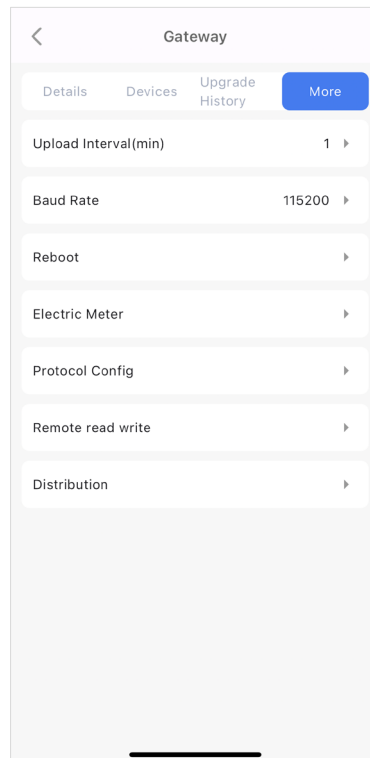 Gateway
Details
Devices
Upgrade
History
More
Upload Interval(min)
1
Baud Rate
115200
Reboot
Electric Meter
Protocol Config
Remote read write
Distribution